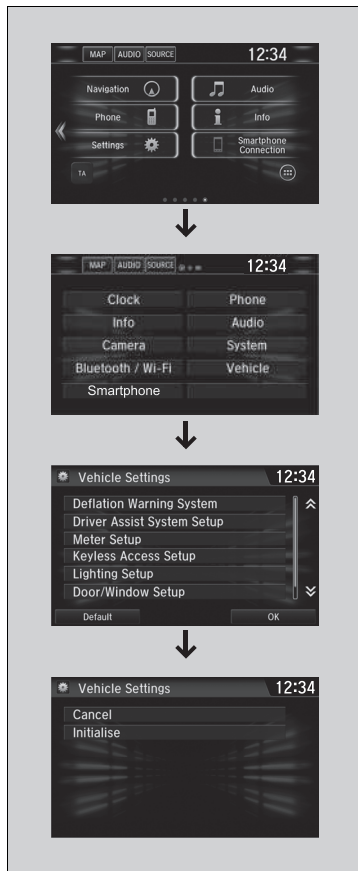 MAP AUDIO SOURCE 12:34
Navigation Audio
Phone Info
Settings Smartphone
Connection
TA
MAP AUDIO SOURCE 12:34
Clock Phone
Info Audio
Camera System
Bluetooth / Wi-Fi Vehicle
Smartphone
Vehicle Settings 12:34
Deflation Warning System
Driver Assist System Setup
Meter Setup
Keyless Access Setup
Lighting Setup
Door/Window Setup
Default OK
Vehicle Settings 12:34
Cancel
Initialise